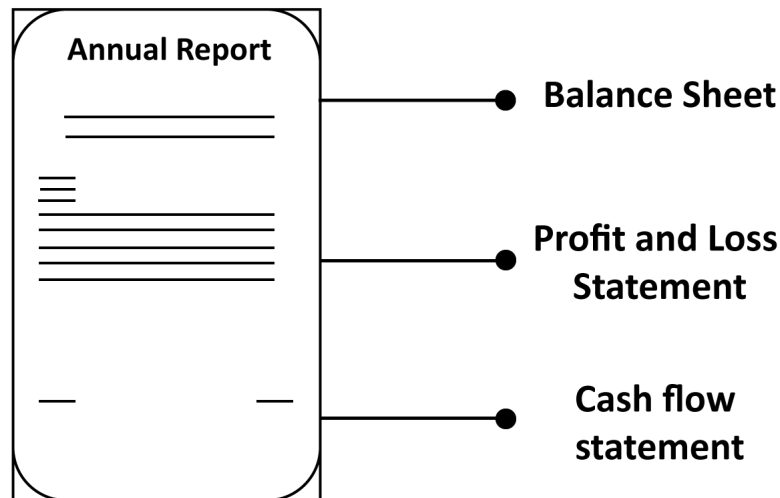 Annual Report
Balance Sheet
Profit and Loss
Statement
Cash flow
statement